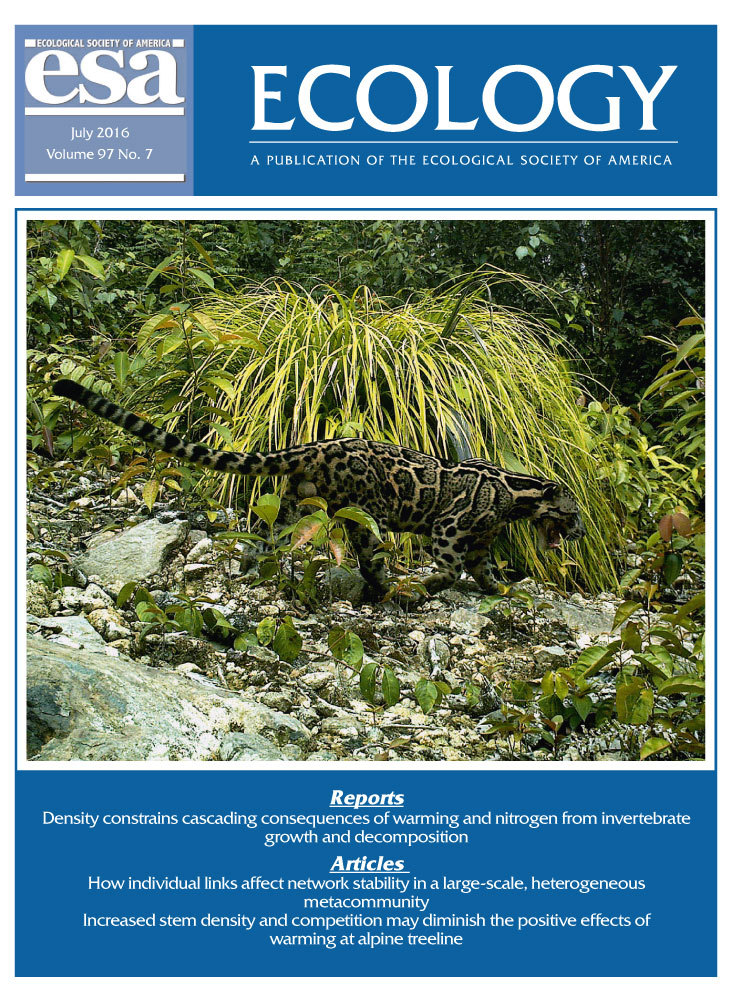 ECOLOGICAL SOCIETY OF AMERICA
esa
July 2016
Volume 97 No. 7
ECOLOGY
A PUBLICATION OF THE ECOLOGICAL SOCIETY OF AMERICA
Reports
Density constrains cascading consequences of warming and nitrogen from invertebrate
growth and decomposition
Articles
How individual links affect network stability in a large-scale, heterogeneous
metacommunity
Increased stem density and competition may diminish the positive effects of
warming at alpine treeline